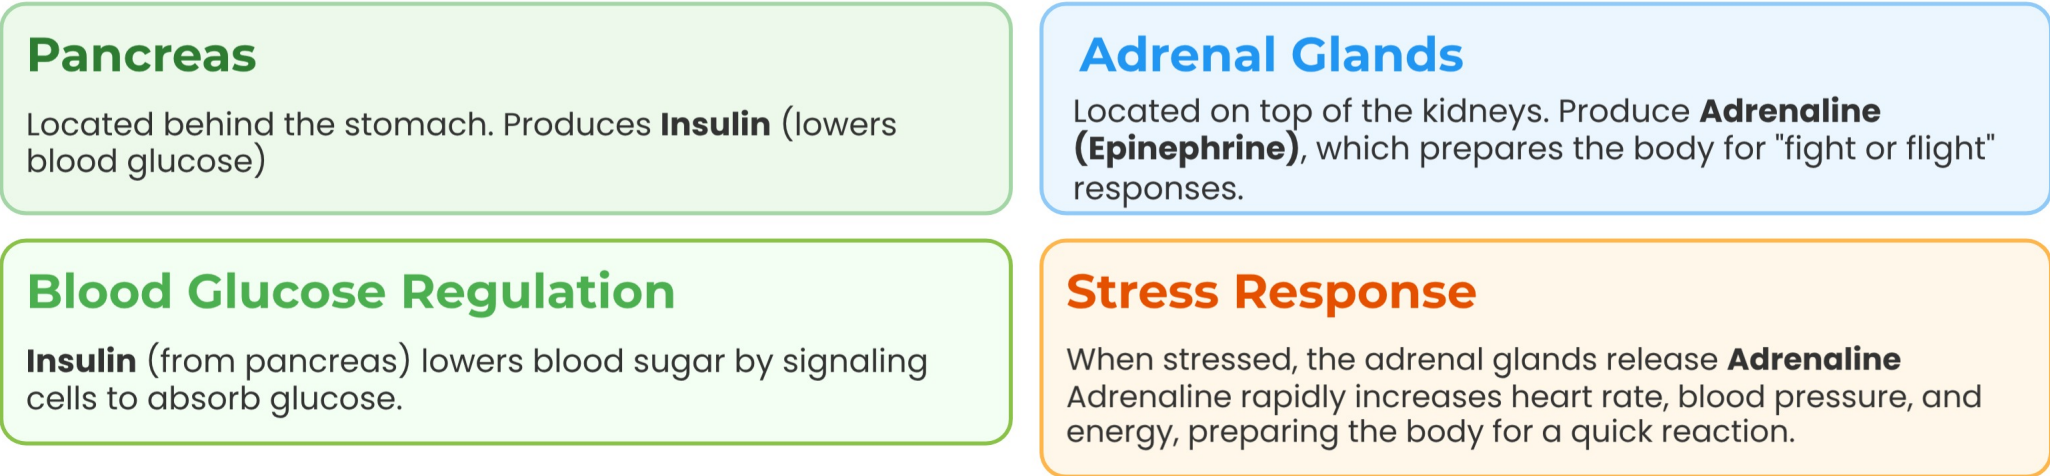 Pancreas
Located behind the stomach. Produces Insulin (lowers
blood glucose)
Adrenal Glands
Located on top of the kidneys. Produce Adrenaline
(Epinephrine), which prepares the body for "fight or flight"
responses.
Blood Glucose Regulation
Insulin (from pancreas) lowers blood sugar by signaling
cells to absorb glucose.
Stress Response
When stressed, the adrenal glands release Adrenaline
Adrenaline rapidly increases heart rate, blood pressure, and
energy, preparing the body for a quick reaction.